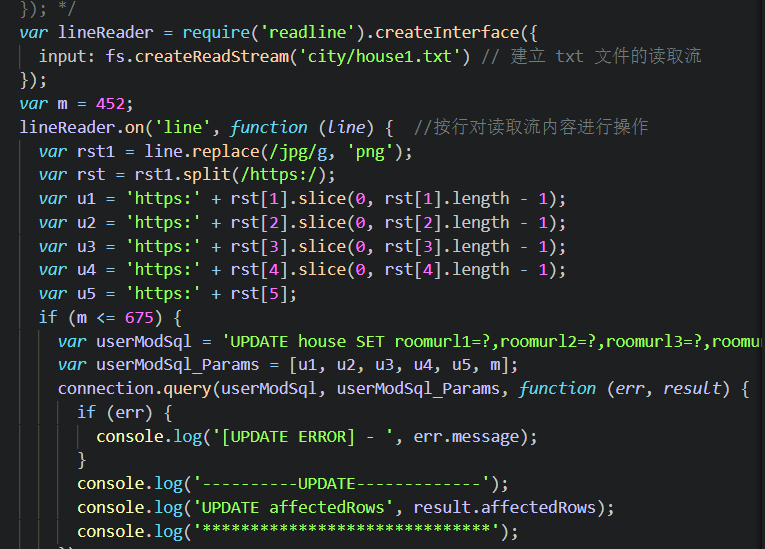 }); */
var lineReader = require('readline').createInterface({
  input: fs.createReadStream('city/house1.txt') // 建立 txt 文件的读取流
});
var m = 452;
lineReader.on('line', function (line) {  //按行对读取流内容进行操作
  var rst1 = line.replace(/jpg/g, 'png');
  var rst = rst1.split(/https:/);
  var u1 = 'https:' + rst[1].slice(0, rst[1].length - 1);
  var u2 = 'https:' + rst[2].slice(0, rst[2].length - 1);
  var u3 = 'https:' + rst[3].slice(0, rst[3].length - 1);
  var u4 = 'https:' + rst[4].slice(0, rst[4].length - 1);
  var u5 = 'https:' + rst[5];
  if (m <= 675) {
    var userModSql = 'UPDATE house SET roomurl1=?,roomurl2=?,roomurl3=?,roomu
    var userModSql_Params = [u1, u2, u3, u4, u5, m];
    connection.query(userModSql, userModSql_Params, function (err, result) {
      if (err) {
        console.log('[UPDATE ERROR] - ', err.message);
      }
      console.log('----------UPDATE-------------');
      console.log('UPDATE affectedRows', result.affectedRows);
      console.log('******************************');